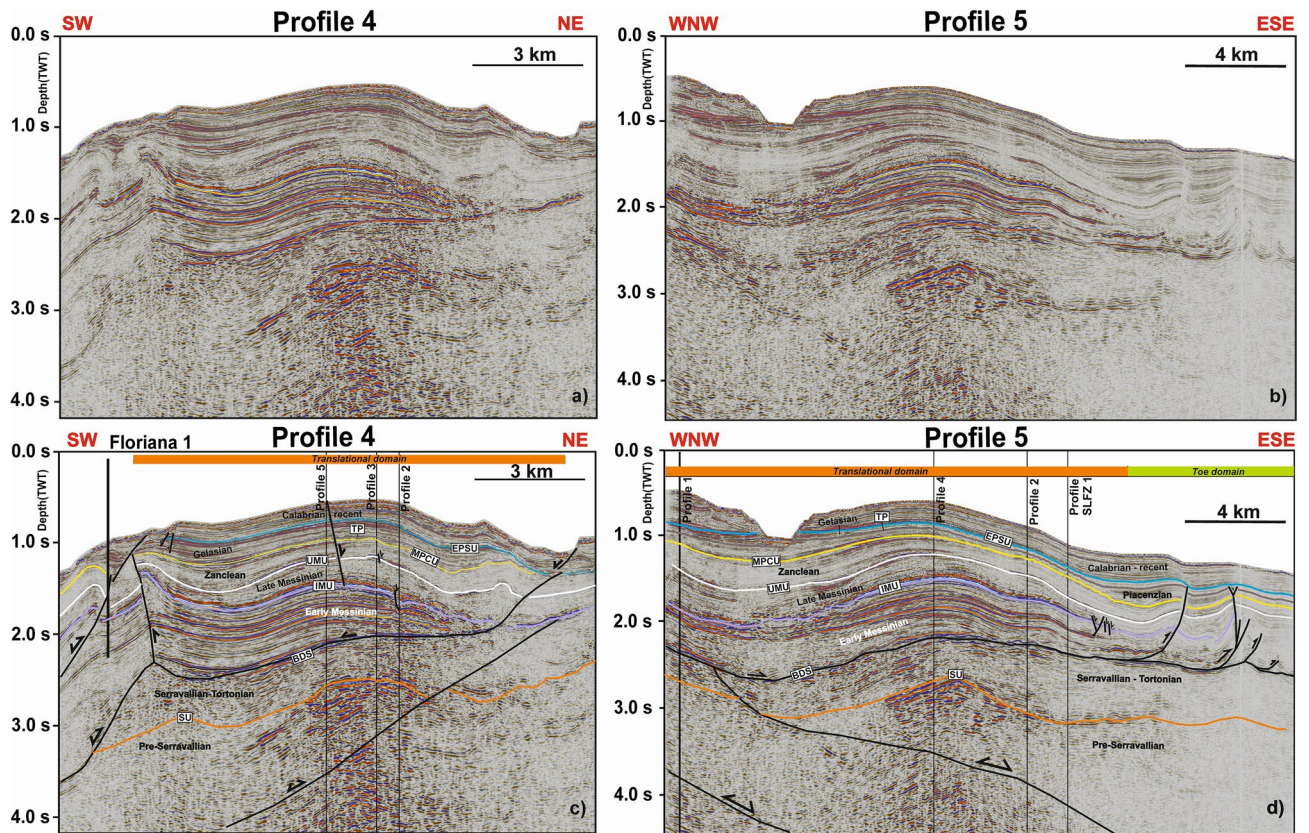 SW Profile 4 NE
0.0 s
1.0 s
2.0 s
3.0 s
4.0 s
Depth(TWT)
3 km
a)
WNW Profile 5 ESE
0.0 s
1.0 s
2.0 s
3.0 s
4.0 s
Depth(TWT)
4 km
b)
SW Floriana 1 Profile 4 NE
0.0 s
1.0 s
2.0 s
3.0 s
4.0 s
Depth(TWT)
Translational domain
3 km
Profile 5
Profile 3
Profile 2
Calabrian - recent
TP
EPSU
Gelasian
MPCU
UMU
Zanclean
Late Messinian
IMU
Early Messinian
BDS
Serravallian-Tortonian
SU
Pre-Serravallian
c)
WNW Profile 5 ESE
0.0 s
1.0 s
2.0 s
3.0 s
4.0 s
Depth(TWT)
Translational domain
Toe domain
4 km
Profile 1
Profile 4
Profile 2
Profile
SLFZ 1
Gelasian
TP
EPSU
MPCU
Zanclean
Calabrian - recent
UMU
Late Messinian
IMU
Piacenzian
Early Messinian
BDS
Serravallian - Tortonian
SU
Pre-Serravallian
d)